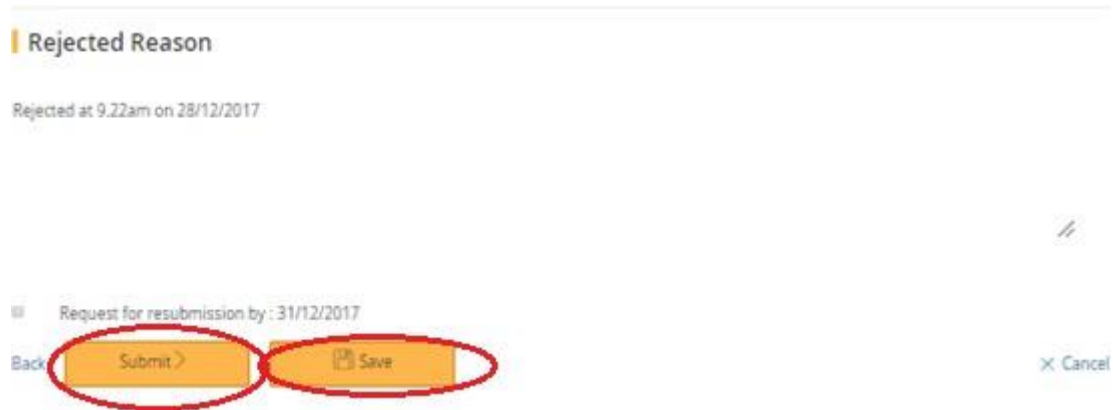 Rejected Reason
Rejected at 9.22am on 28/12/2017
Request for resubmission by : 31/12/2017
Back Submit > Save × Cancel